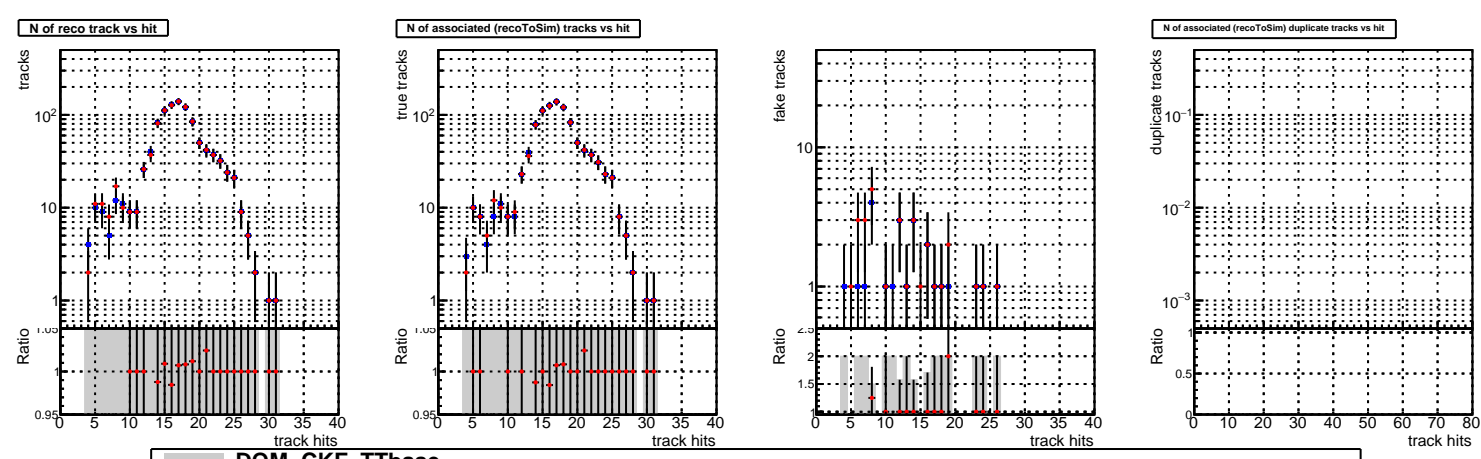 N of reco track vs hit
tracks
10²
10
1
1.05
Ratio
1
0.95
0 5 10 15 20 25 30 35 40
track hits
N of associated (recoToSim) tracks vs hit
true tracks
10²
10
1
1.05
Ratio
1
0.95
0 5 10 15 20 25 30 35 40
track hits
fake tracks
10
1
2.5
Ratio
2
1.5
1
0 5 10 15 20 25 30 35 40
track hits
N of associated (recoToSim) duplicate tracks vs hit
duplicate tracks
10⁻¹
10⁻²
10⁻³
Ratio
1
0.5
0
0 10 20 30 40 50 60 70 80
track hits